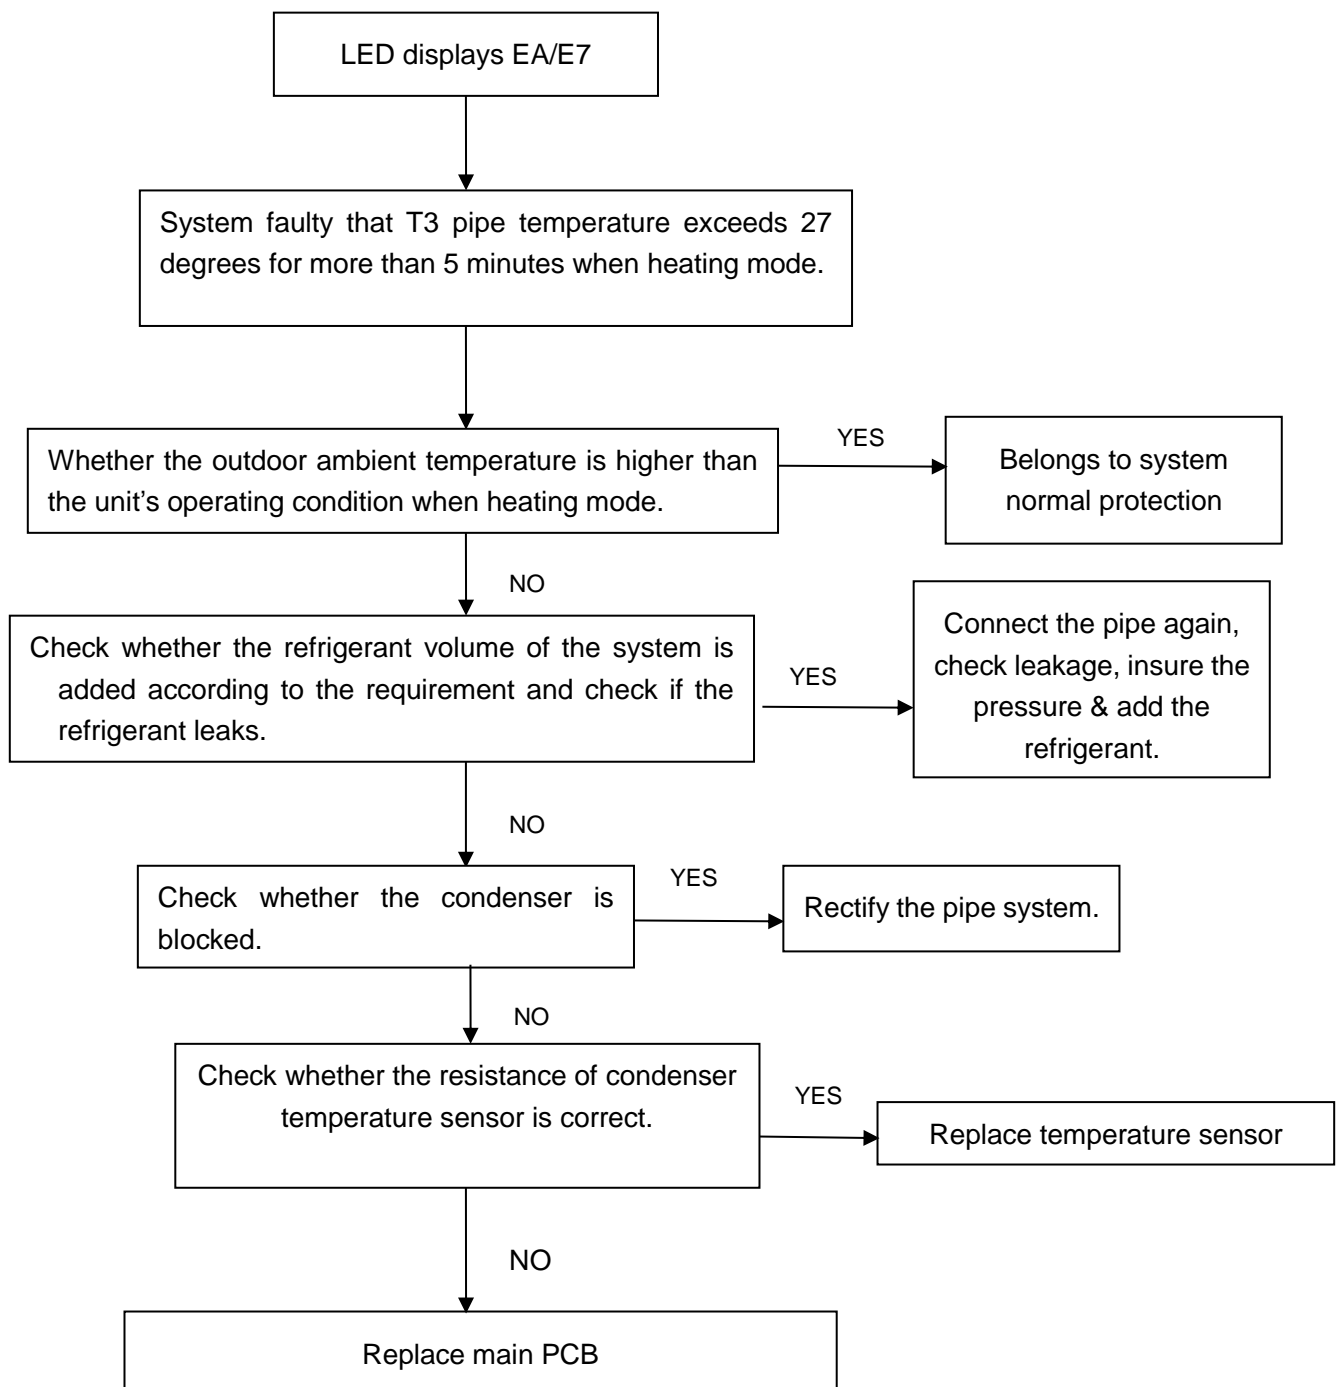 LED displays EA/E7
System faulty that T3 pipe temperature exceeds 27
degrees for more than 5 minutes when heating mode.
Whether the outdoor ambient temperature is higher than
the unit's operating condition when heating mode.
YES
Belongs to system
normal protection
NO
Check whether the refrigerant volume of the system is
added according to the requirement and check if the
refrigerant leaks.
YES
Connect the pipe again,
check leakage, insure the
pressure & add the
refrigerant.
NO
Check whether the condenser is
blocked.
YES
Rectify the pipe system.
NO
Check whether the resistance of condenser
temperature sensor is correct.
YES
Replace temperature sensor
NO
Replace main PCB